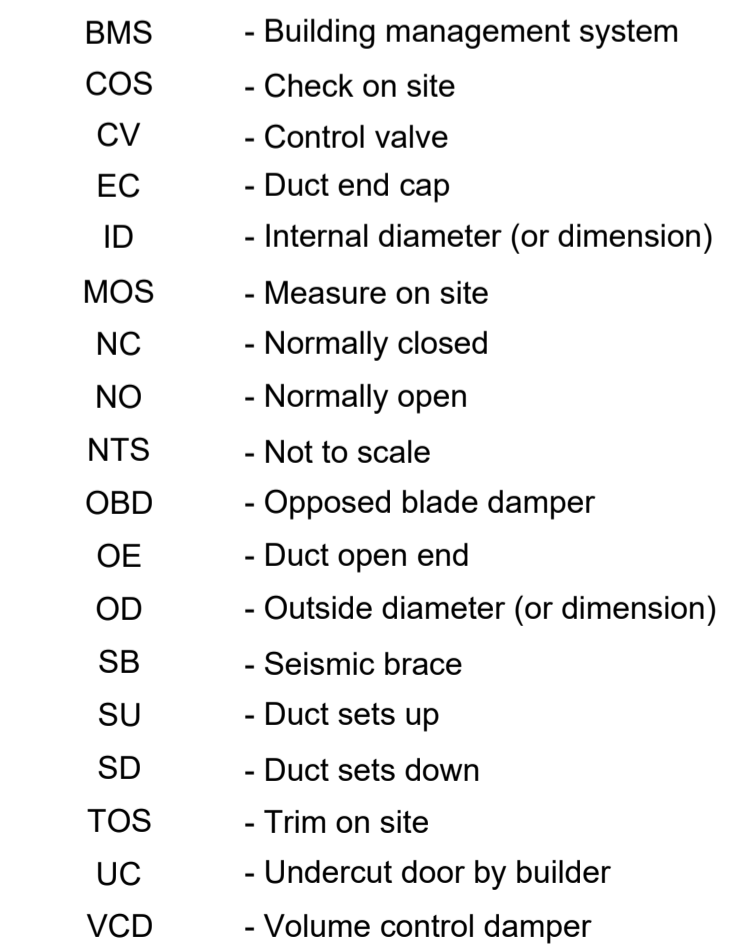 BMS - Building management system
COS - Check on site
CV - Control valve
EC - Duct end cap
ID - Internal diameter (or dimension)
MOS - Measure on site
NC - Normally closed
NO - Normally open
NTS - Not to scale
OBD - Opposed blade damper
OE - Duct open end
OD - Outside diameter (or dimension)
SB - Seismic brace
SU - Duct sets up
SD - Duct sets down
TOS - Trim on site
UC - Undercut door by builder
VCD - Volume control damper